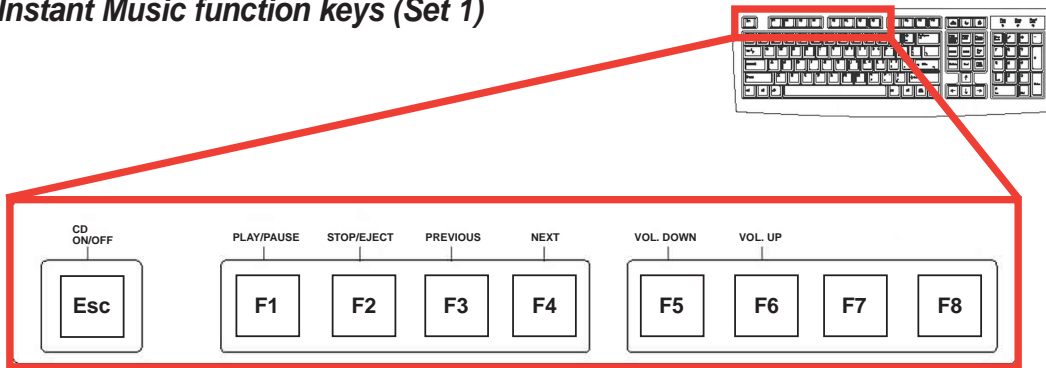 Instant Music function keys (Set 1)
CD
ON/OFF
PLAY/PAUSE STOP/EJECT PREVIOUS NEXT VOL. DOWN VOL. UP
Esc F1 F2 F3 F4 F5 F6 F7 F8